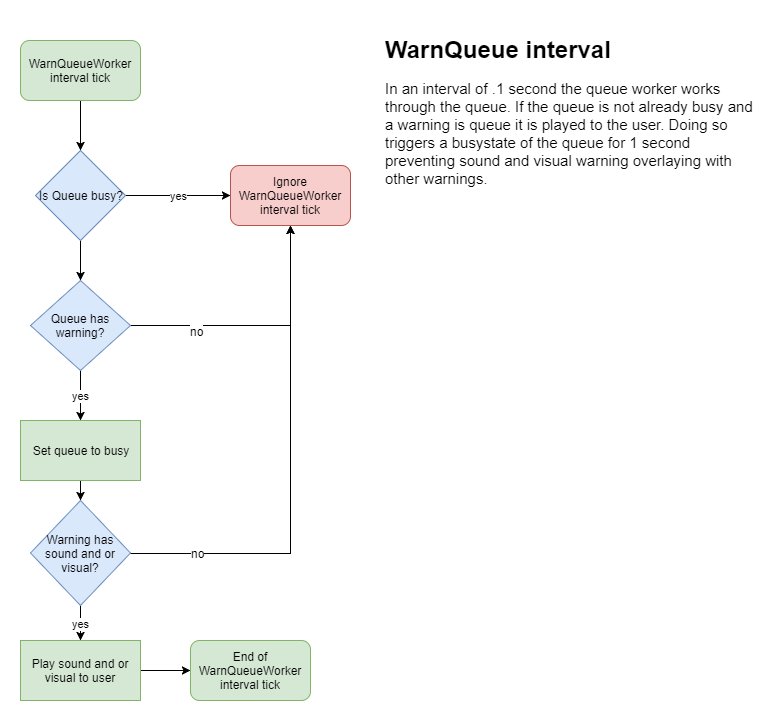 WarnQueue interval
In an interval of .1 second the queue worker works
through the queue. If the queue is not already busy and
a warning is queue it is played to the user. Doing so
triggers a busystate of the queue for 1 second
preventing sound and visual warning overlaying with
other warnings.
WarnQueueWorker
interval tick
Is Queue busy?
yes
Ignore
WarnQueueWorker
interval tick
Queue has
warning?
no
yes
Set queue to busy
Warning has
sound and or
visual?
no
yes
Play sound and or
visual to user
End of
WarnQueueWorker
interval tick